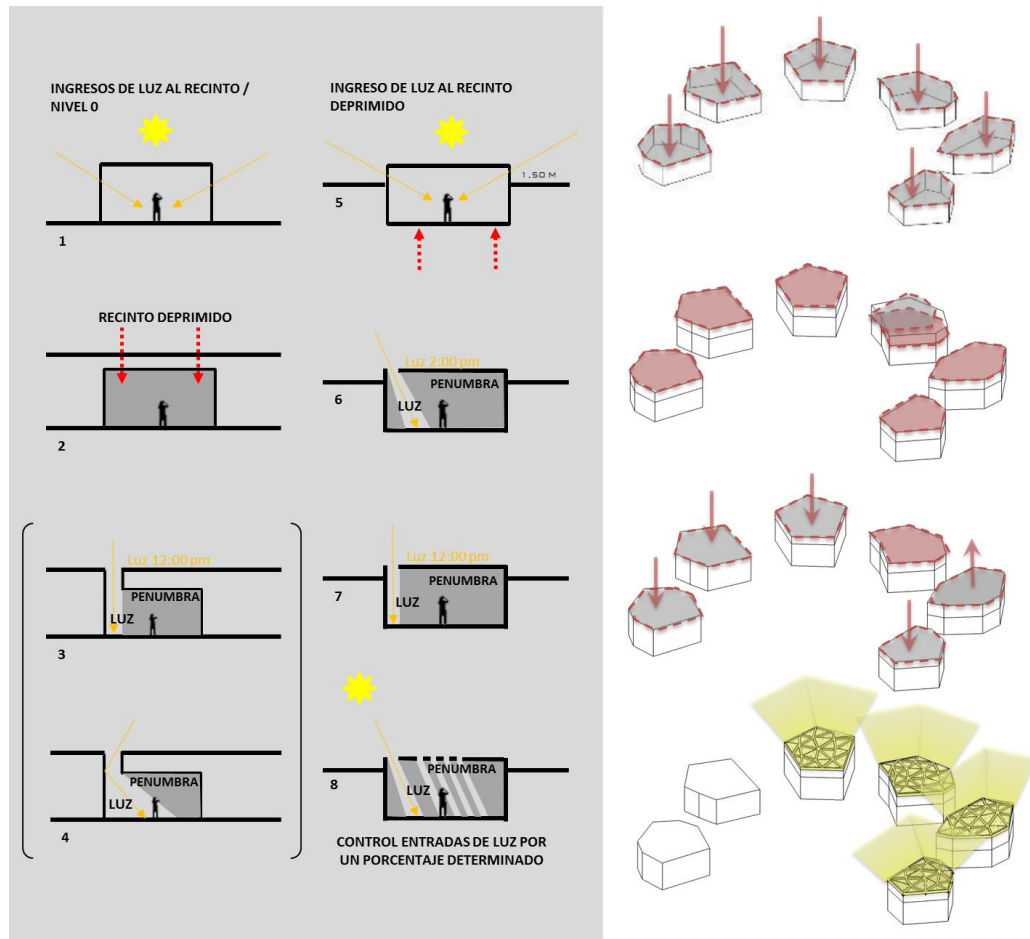 INGRESOS DE LUZ AL RECINTO /
NIVEL 0
1
RECINTO DEPRIMIDO
2
Luz 12:00 pm
PENUMBRA
LUZ
3
PENUMBRA
LUZ
4
INGRESO DE LUZ AL RECINTO
DEPRIMIDO
1.50 M
5
Luz 2:00 pm
PENUMBRA
LUZ
6
Luz 12:00 pm
PENUMBRA
LUZ
7
PENUMBRA
LUZ
8
CONTROL ENTRADAS DE LUZ POR
UN PORCENTAJE DETERMINADO